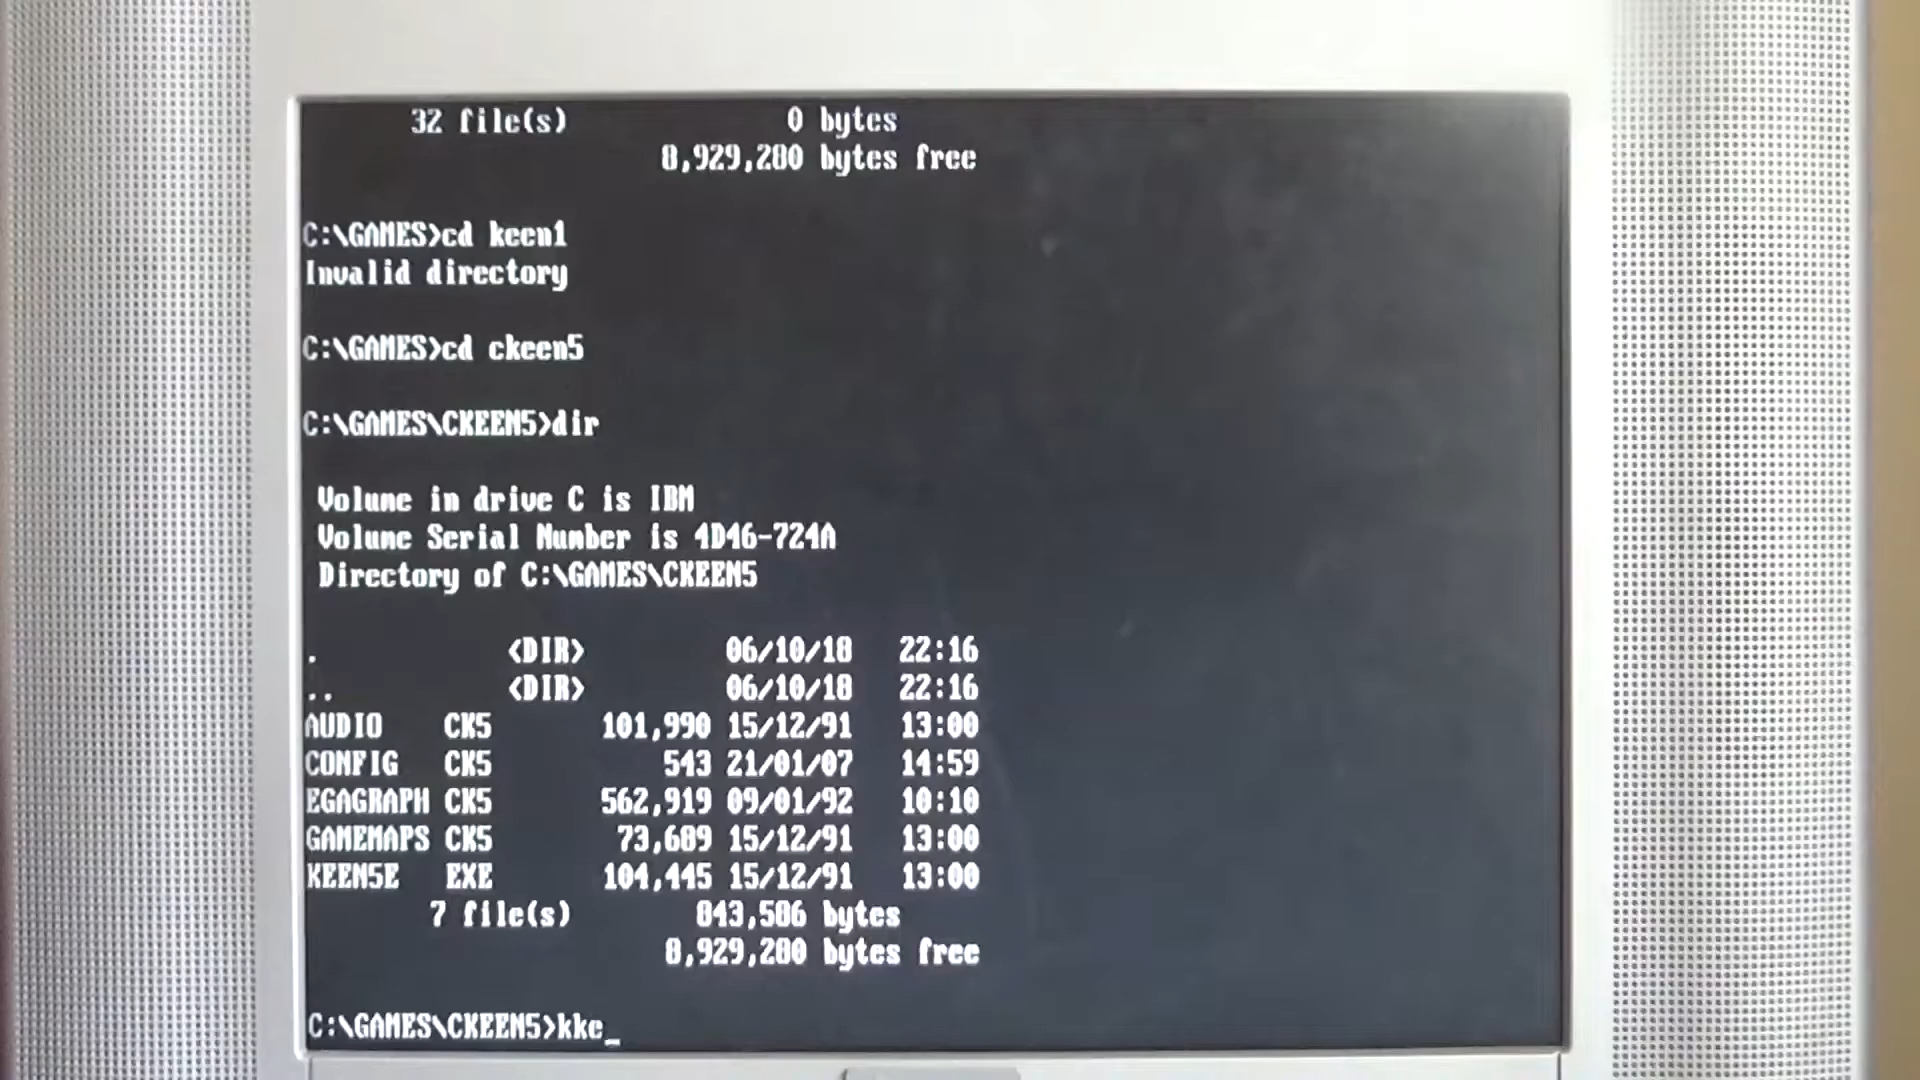 32 file(s) 0 bytes
8,929,280 bytes free
C:\GAMES>cd keen1
Invalid directory
C:\GAMES>cd ckeen5
C:\GAMES\CKEEN5>dir
Volume in drive C is IBM
Volume Serial Number is 4D46-724A
Directory of C:\GAMES\CKEEN5
. <DIR> 06/10/18 22:16
.. <DIR> 06/10/18 22:16
AUDIO CK5 101,990 15/12/91 13:00
CONFIG CK5 543 21/01/07 14:59
EGAGRAPH CK5 562,919 09/01/92 10:10
GAMEMAPS CK5 73,689 15/12/91 13:00
KEEN5E EXE 104,445 15/12/91 13:00
7 file(s) 843,586 bytes
8,929,280 bytes free
C:\GAMES\CKEEN5>kke_